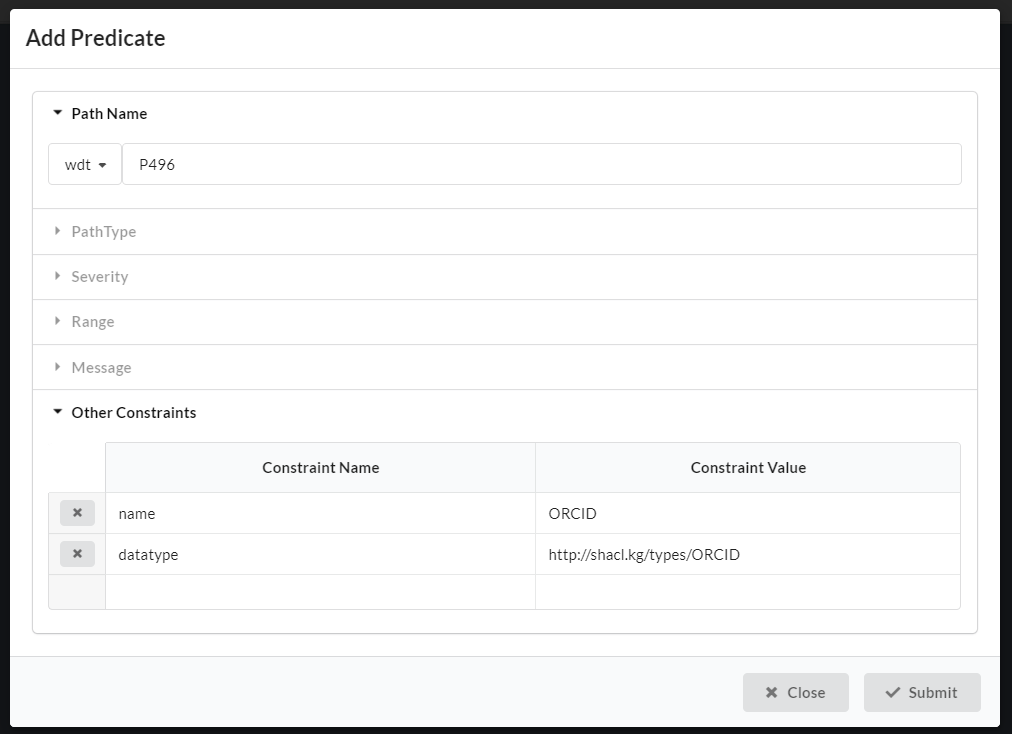 Add Predicate
Path Name
wdt P496
PathType
Severity
Range
Message
Other Constraints
Constraint Name Constraint Value
name ORCID
datatype http://shacl.kg/types/ORCID
Close Submit